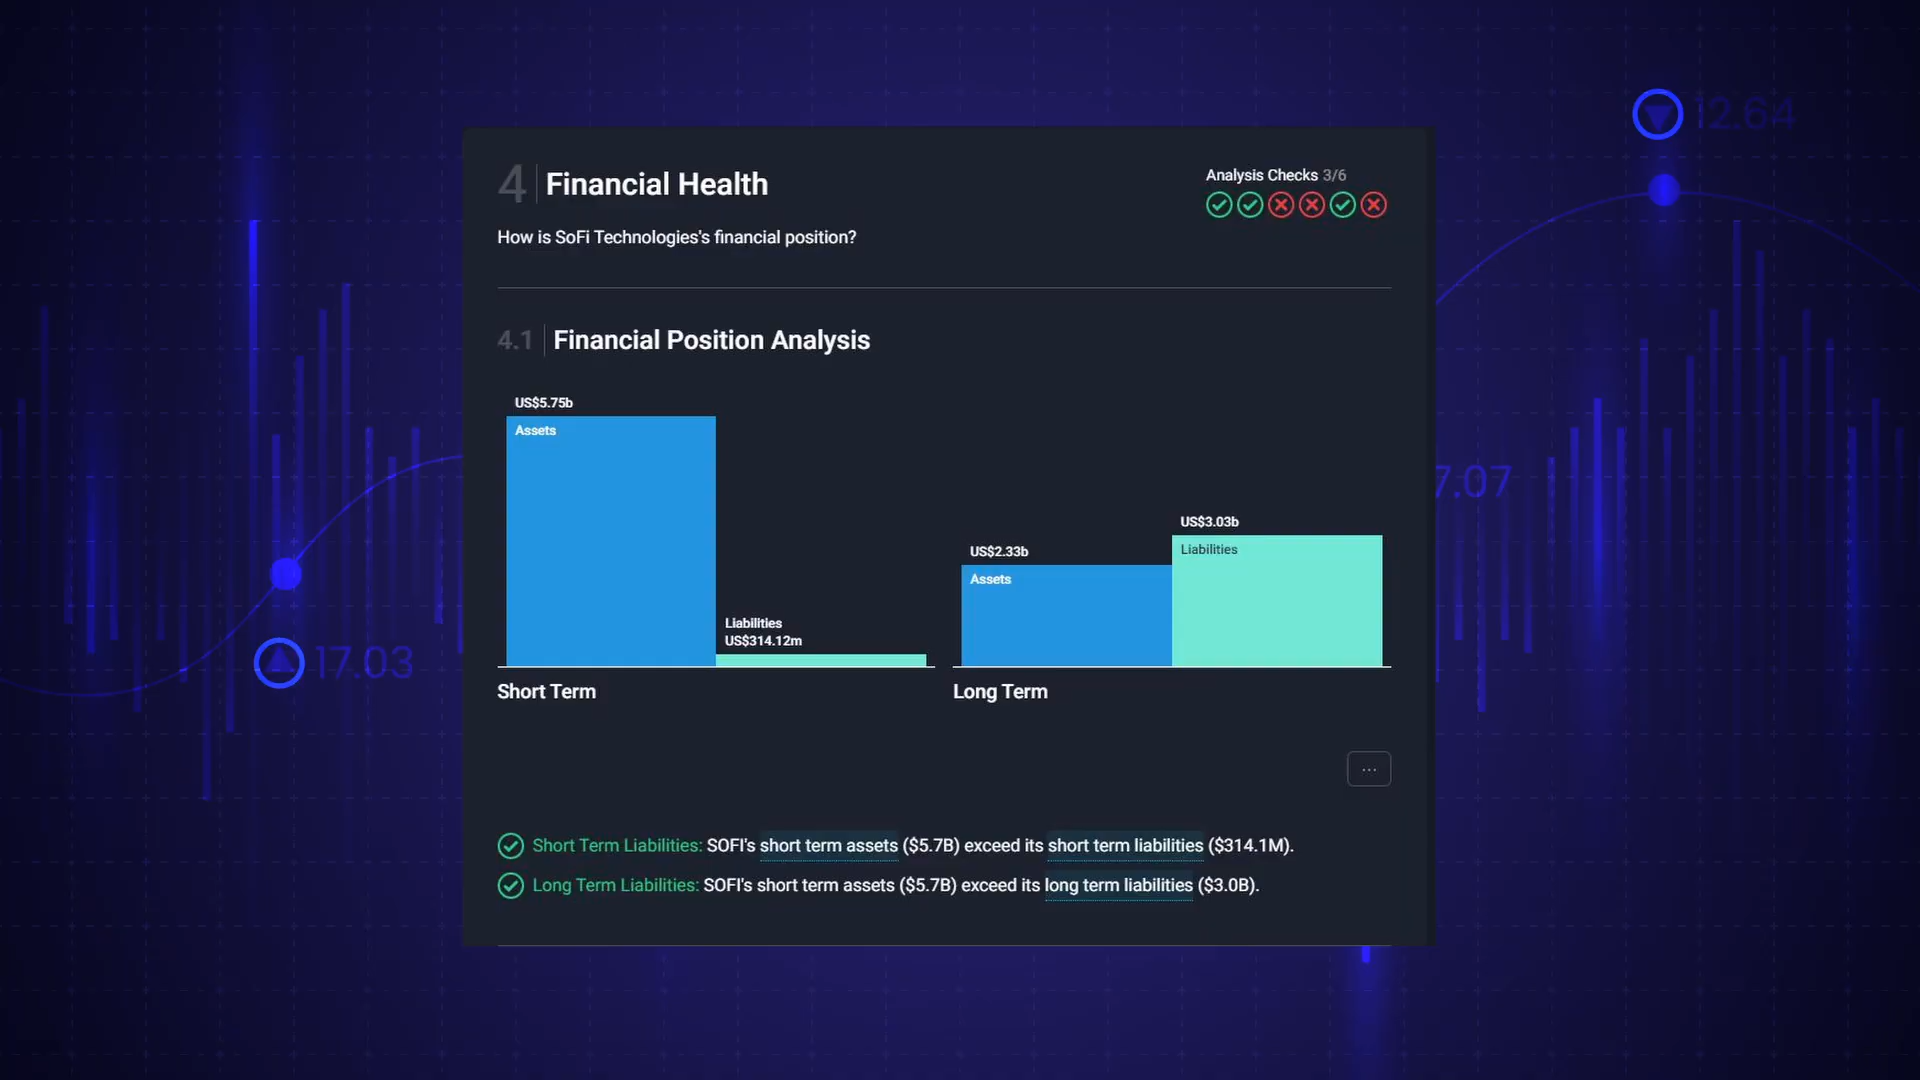 4 Financial Health
Analysis Checks 3/6
How is SoFi Technologies's financial position?
4.1 Financial Position Analysis
US$5.75b
Assets
Liabilities
US$314.12m
Short Term
US$2.33b
Assets
US$3.03b
Liabilities
Long Term
...
Short Term Liabilities: SOFI's short term assets ($5.7B) exceed its short term liabilities ($314.1M).
Long Term Liabilities: SOFI's short term assets ($5.7B) exceed its long term liabilities ($3.0B).
12.64
7.07
17.03